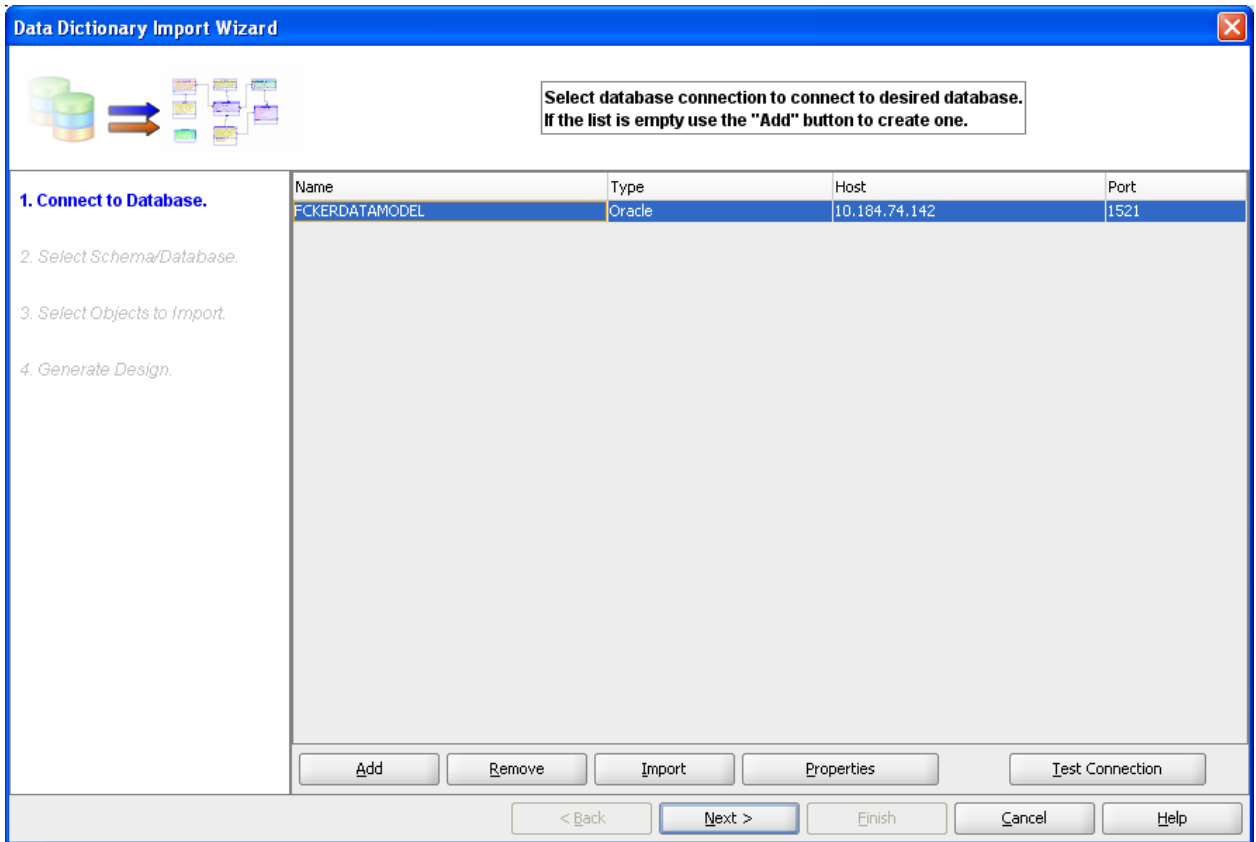 Data Dictionary Import Wizard
Select database connection to connect to desired database.
If the list is empty use the "Add" button to create one.
1. Connect to Database.
2. Select Schema/Database.
3. Select Objects to Import.
4. Generate Design.
Name Type Host Port
FCKERDATAMODEL Oracle 10.184.74.142 1521
Add Remove Import Properties Test Connection
< Back Next > Finish Cancel Help